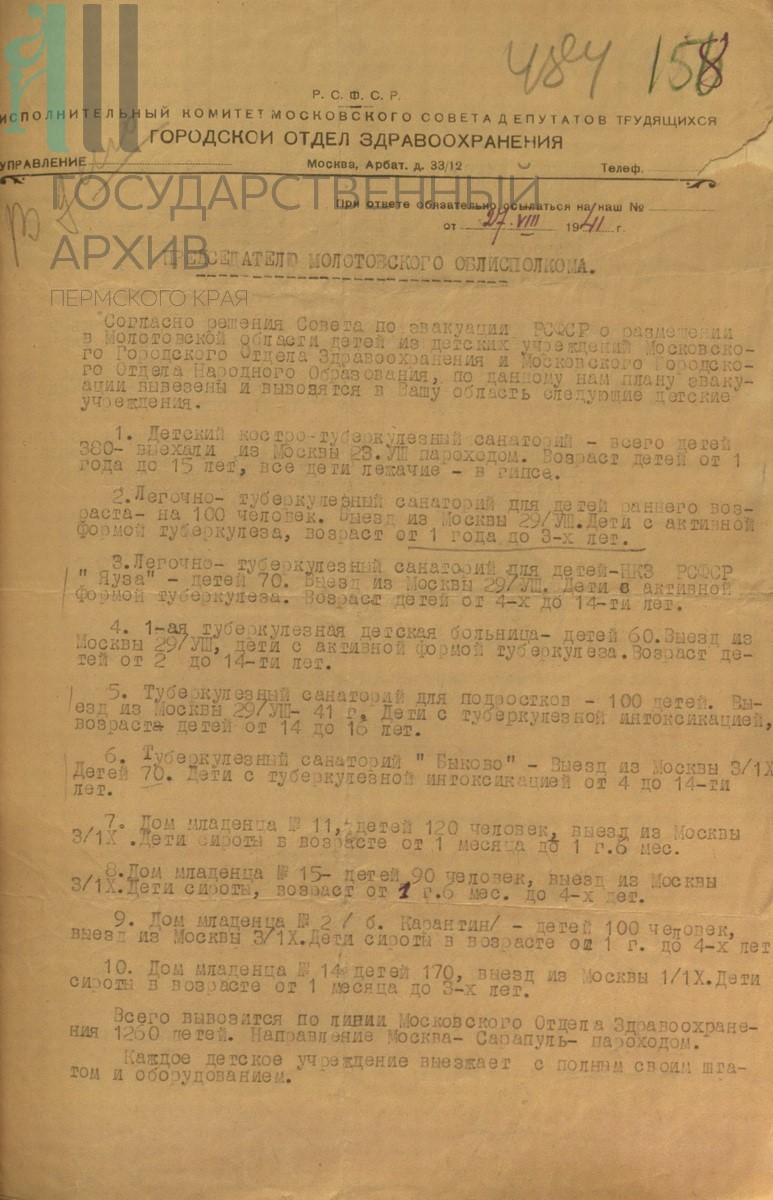 484 158
Р. С. Ф. С. Р.
ИСПОЛНИТЕЛЬНЫЙ КОМИТЕТ МОСКОВСКОГО СОВЕТА ДЕПУТАТОВ ТРУДЯЩИХСЯ
ГОРОДСКОЙ ОТДЕЛ ЗДРАВООХРАНЕНИЯ
УПРАВЛЕНИЕ Москва, Арбат. д. 33/12 Телеф.
ГОСУДАРСТВЕННЫЙ
АРХИВ
ПЕРМСКОГО КРАЯ
При ответе обязательно ссылаться на наш №
от 27.VIII 1941 г.
ПРЕДСЕДАТЕЛЮ МОЛОТОВСКОГО ОБЛИСПОЛКОМА.
Согласно решения Совета по эвакуации РСФСР о размещении
в Молотовской области детей из детских учреждений Московско-
го Городского Отдела Здравоохранения и Московского Городско-
го Отдела Народного Образования, по данному нам плану эваку-
ации вывезены и вывозятся в Вашу область следующие детские
учреждения.
1. Детский костро-туберкулезный санаторий - всего детей
380- выехали из Москвы 23.УШ пароходом. Возраст детей от 1
года до 15 лет, все дети лежачие - в гипсе.
2.Легочно- туберкулезный санаторий для детей раннего воз-
раста- на 100 человек. Выезд из Москвы 29/УШ.Дети с активной
формой туберкулеза, возраст от 1 года до 3-х лет.
3.Легочно- туберкулезный санаторий для детей-НКЗ РСФСР
" Яуза" - детей 70. Выезд из Москвы 29/УШ. Дети с активной
формой туберкулеза. Возраст детей от 4-х до 14-ти лет.
4. 1-ая туберкулезная детская больница- детей 60.Выезд из
Москвы 29/УШ, дети с активной формой туберкулеза.Возраст де-
тей от 2 до 14-ти лет.
5. Туберкулезный санаторий для подростков - 100 детей. Вы-
езд из Москвы 29/УШ- 41 г. Дети с туберкулезной интоксикацией,
возраста детей от 14 до 16 лет.
6. Туберкулезный санаторий " Быково" - Выезд из Москвы 3/1Х
Детей 70. Дети с туберкулезной интоксикацией от 4 до 14-ти
лет.
7. Дом младенца № 11, детей 120 человек, выезд из Москвы
3/1Х .Дети сироты в возрасте от 1 месяца до 1 г.6 мес.
8.Дом младенца № 15- детей 90 человек, выезд из Москвы
3/1Х.Дети сироты, возраст от 1 г.6 мес. до 4-х лет.
9. Дом младенца № 2 / б. Карантин/ - детей 100 человек,
выезд из Москвы 3/1Х.Дети сироты в возрасте от 1 г. до 4-х лет
10. Дом младенца № 14 детей 170, выезд из Москвы 1/1Х.Дети
сироты в возрасте от 1 месяца до 3-х лет.
Всего вывозится по линии Московского Отдела Здравоохране-
ния 1260 детей. Направление Москва- Сарапуль- пароходом.
Каждое детское учреждение выезжает с полным своим шта-
том и оборудованием.